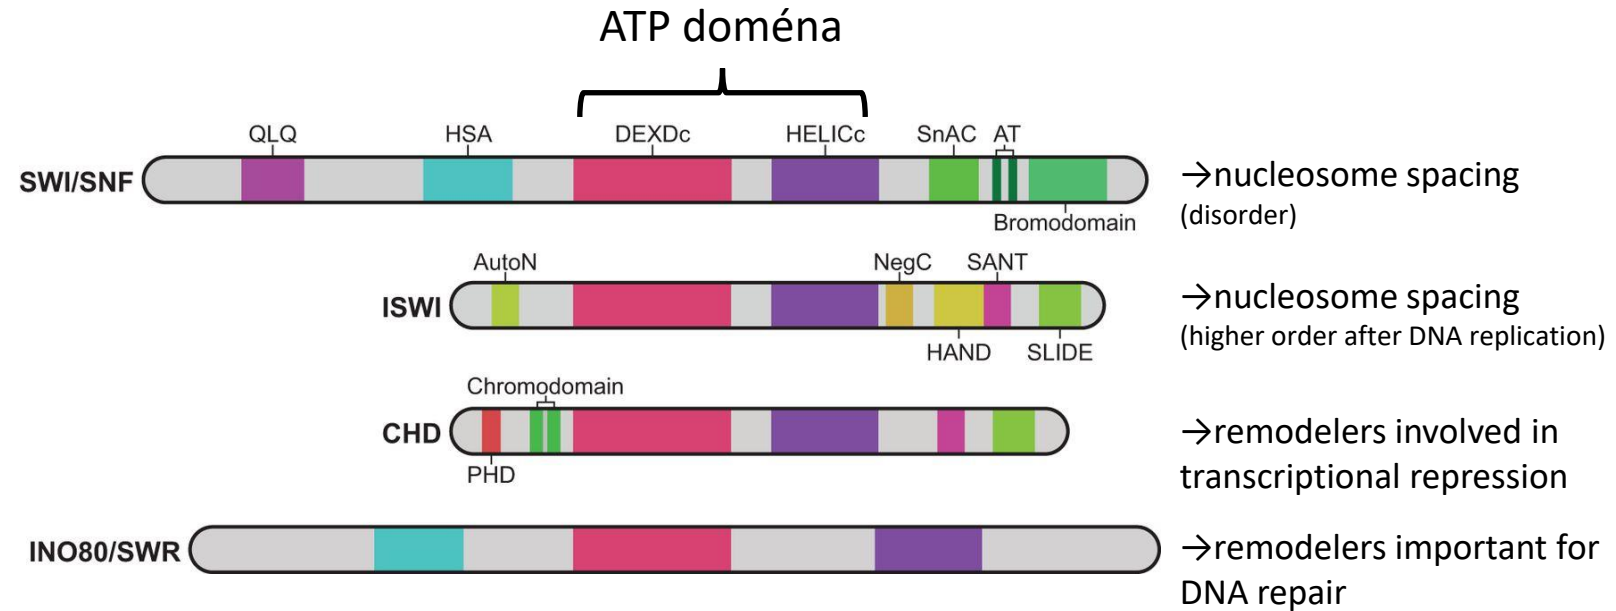 ATP doména
QLQ HSA DEXDc HELICc SnAC AT
SWI/SNF
Bromodomain
→nucleosome spacing
(disorder)
AutoN NegC SANT
ISWI
HAND SLIDE
→nucleosome spacing
(higher order after DNA replication)
Chromodomain
CHD
PHD
→remodelers involved in
transcriptional repression
INO80/SWR
→remodelers important for
DNA repair